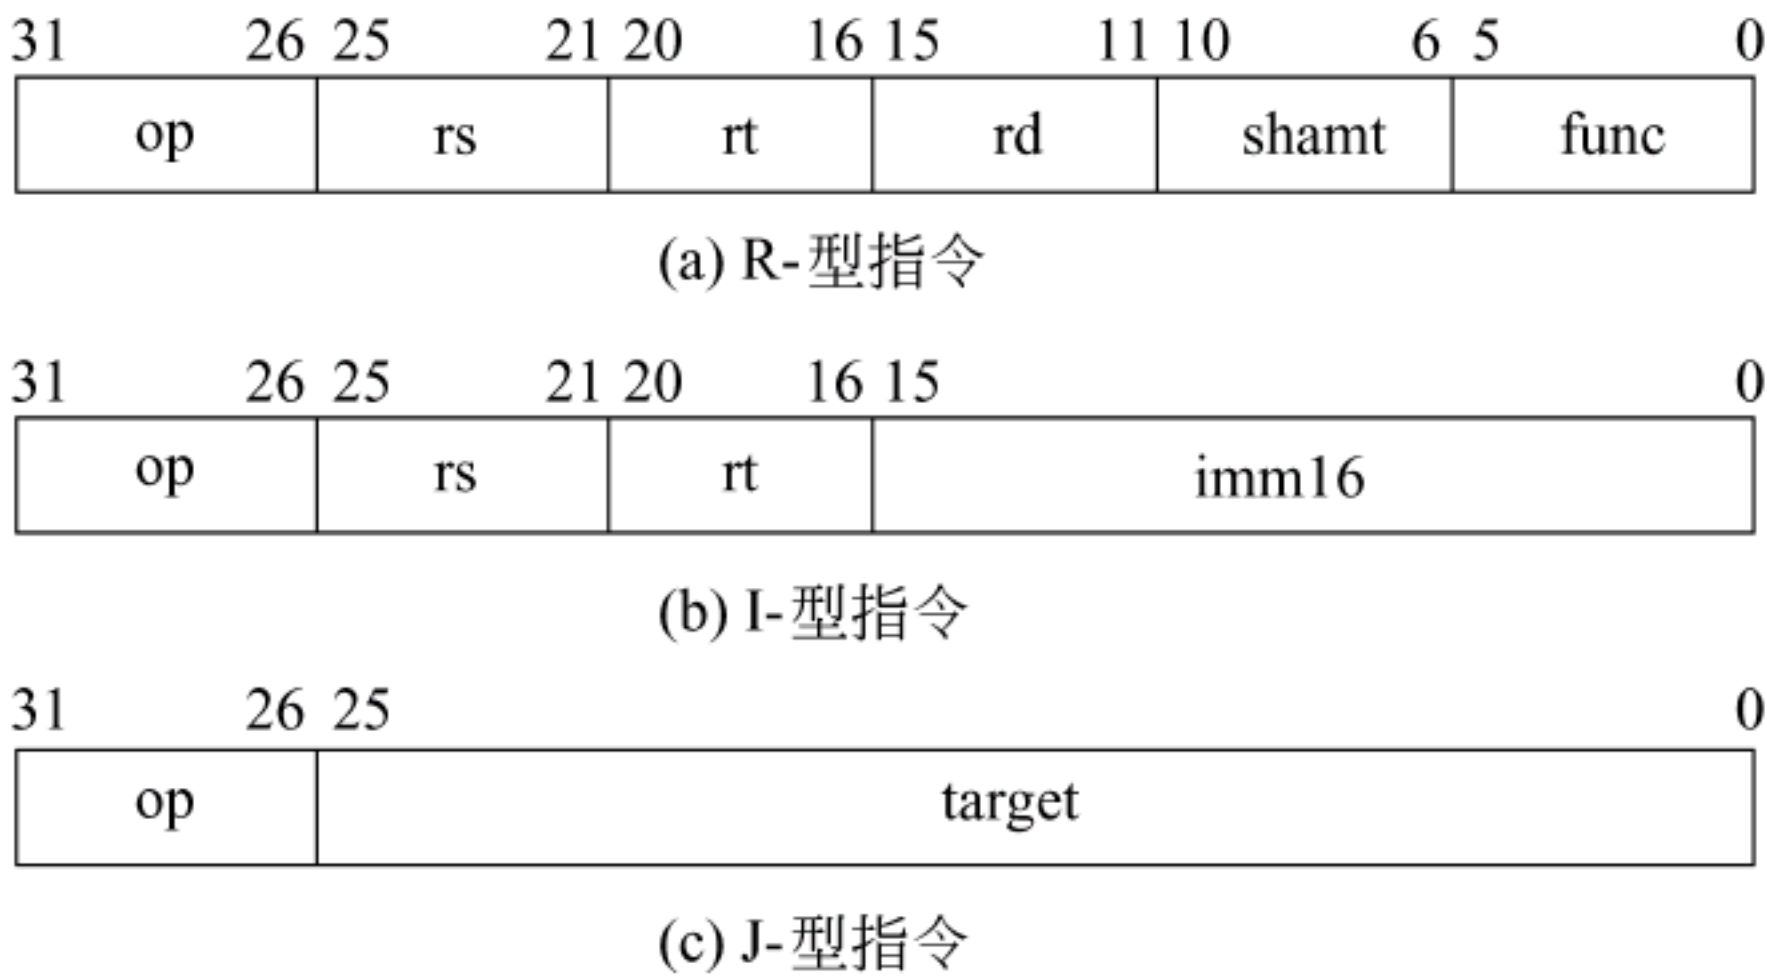 31 26 25 21 20 16 15 11 10 6 5 0
op rs rt rd shamt func
(a) R-型指令
31 26 25 21 20 16 15 0
op rs rt imm16
(b) I-型指令
31 26 25 0
op target
(c) J-型指令